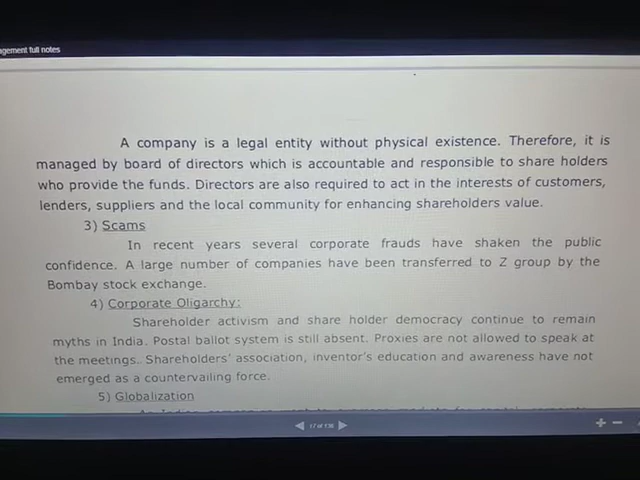 agement full notes
A company is a legal entity without physical existence. Therefore, it is
managed by board of directors which is accountable and responsible to share holders
who provide the funds. Directors are also required to act in the interests of customers,
lenders, suppliers and the local community for enhancing shareholders value.
3) Scams
In recent years several corporate frauds have shaken the public
confidence. A large number of companies have been transferred to Z group by the
Bombay stock exchange.
4) Corporate Oligarchy:
Shareholder activism and share holder democracy continue to remain
myths in India. Postal ballot system is still absent. Proxies are not allowed to speak at
the meetings. Shareholders' association, inventor's education and awareness have not
emerged as a countervailing force.
5) Globalization
17 of 136